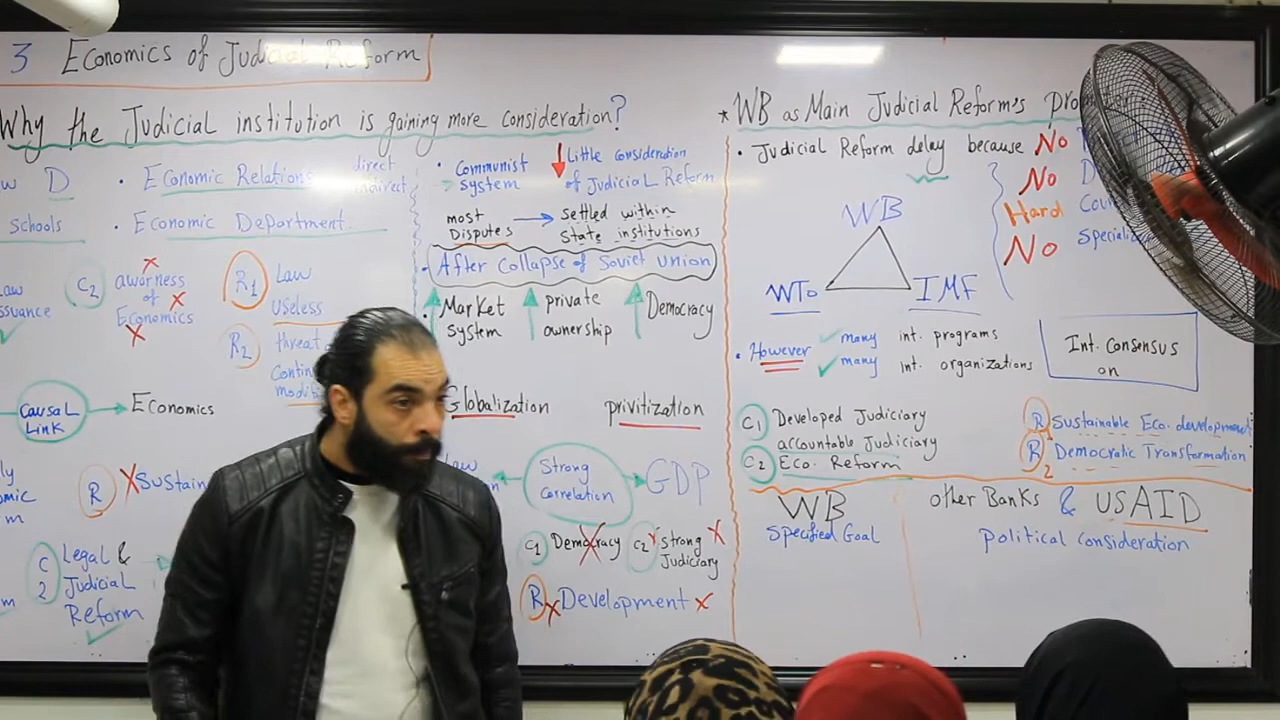 3 Economics of Judicial Reform
Why the Judicial institution is gaining more consideration?
D
• Economic Relations
direct
indirect
schools
• Economic Department
C2
awarness
of
Economics
R1
Law
useless
R2
threat
Causal
Link
Economics
R
Sustain
C
2
Legal &
Judicial
Reform
• Communist
system
Little consideration
of Judicial Reform
most
Disputes
settled within
State institutions
• After Collapse of Soviet Union
Market
system
private
ownership
Democracy
Globalization
privitization
Strong
Correlation
GDP
C1 Democracy
C2 strong
Judiciary
R Development
* WB as Main Judicial Reform's
• Judicial Reform delay because No
No
Hard
No
WB
WTO
IMF
• However
many int. programs
many int. organizations
Int. Consensus
on
C1 Developed Judiciary
accountable Judiciary
C2 Eco. Reform
R1 Sustainable Eco. development
R2 Democratic Transformation
WB
Specified Goal
other Banks & USAID
Political consideration